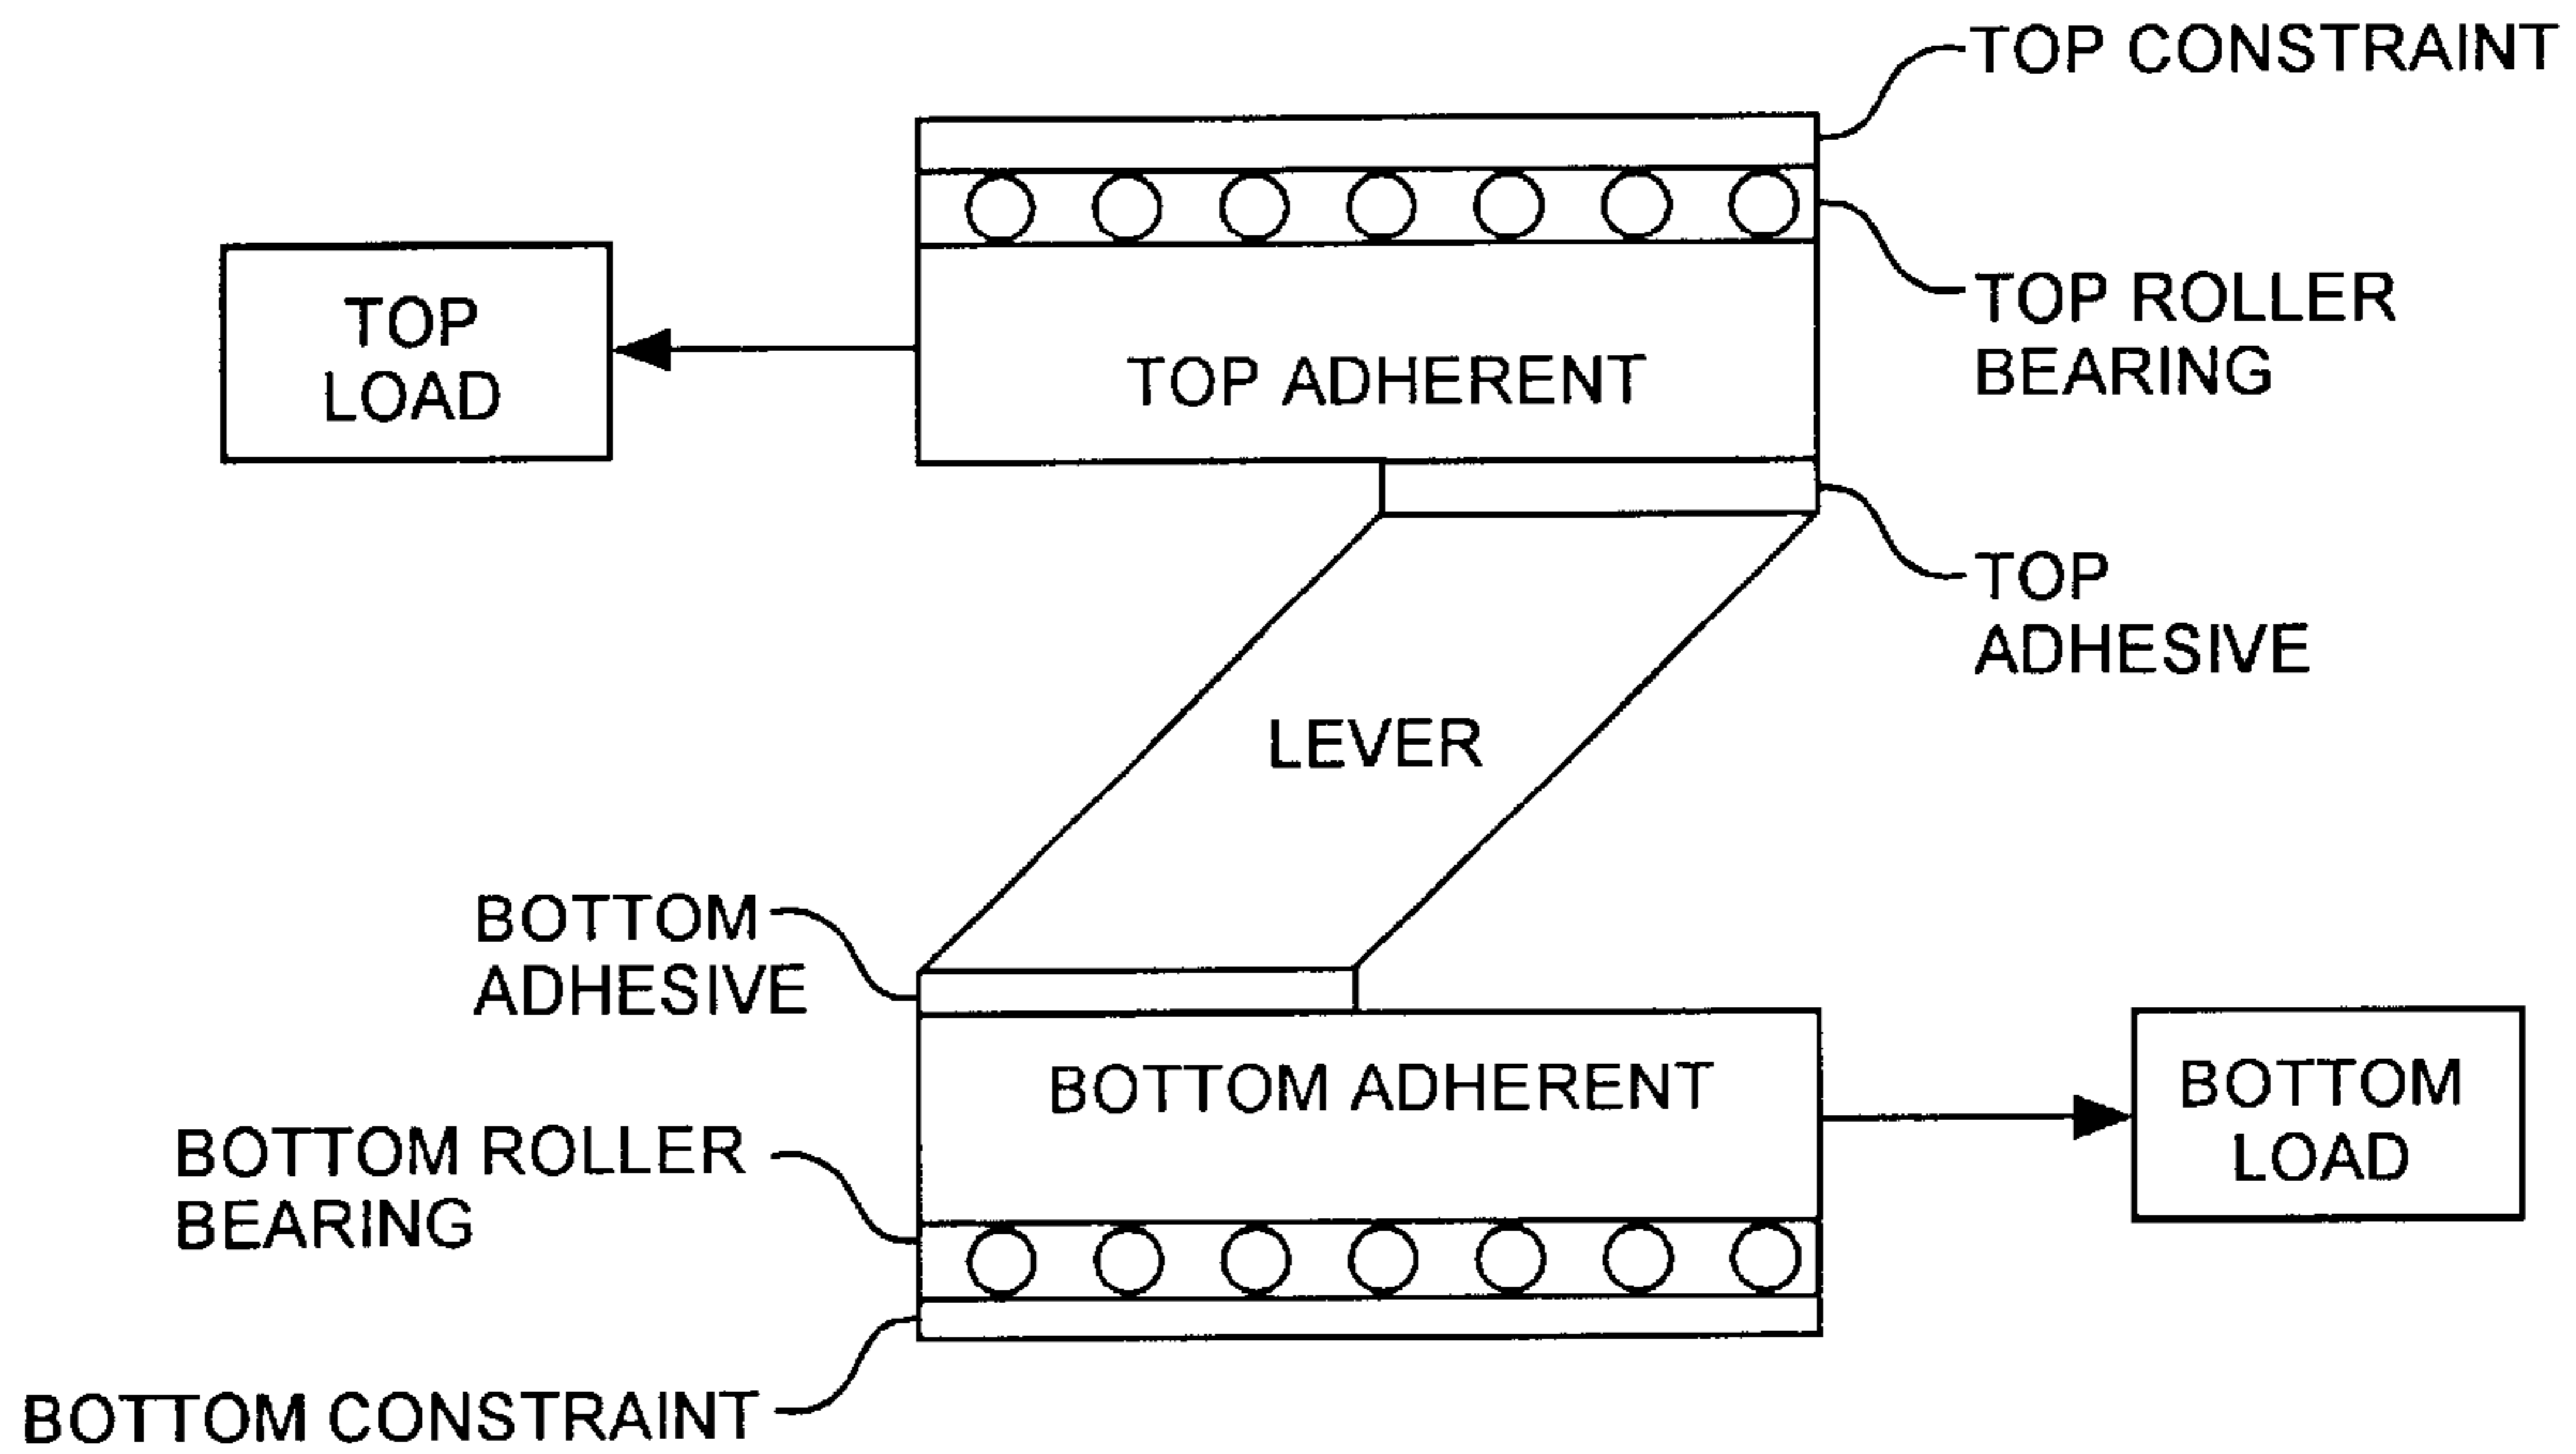 TOP CONSTRAINT
TOP ROLLER
BEARING
TOP
LOAD
TOP ADHERENT
TOP
ADHESIVE
LEVER
BOTTOM
ADHESIVE
BOTTOM ADHERENT
BOTTOM
LOAD
BOTTOM ROLLER
BEARING
BOTTOM CONSTRAINT